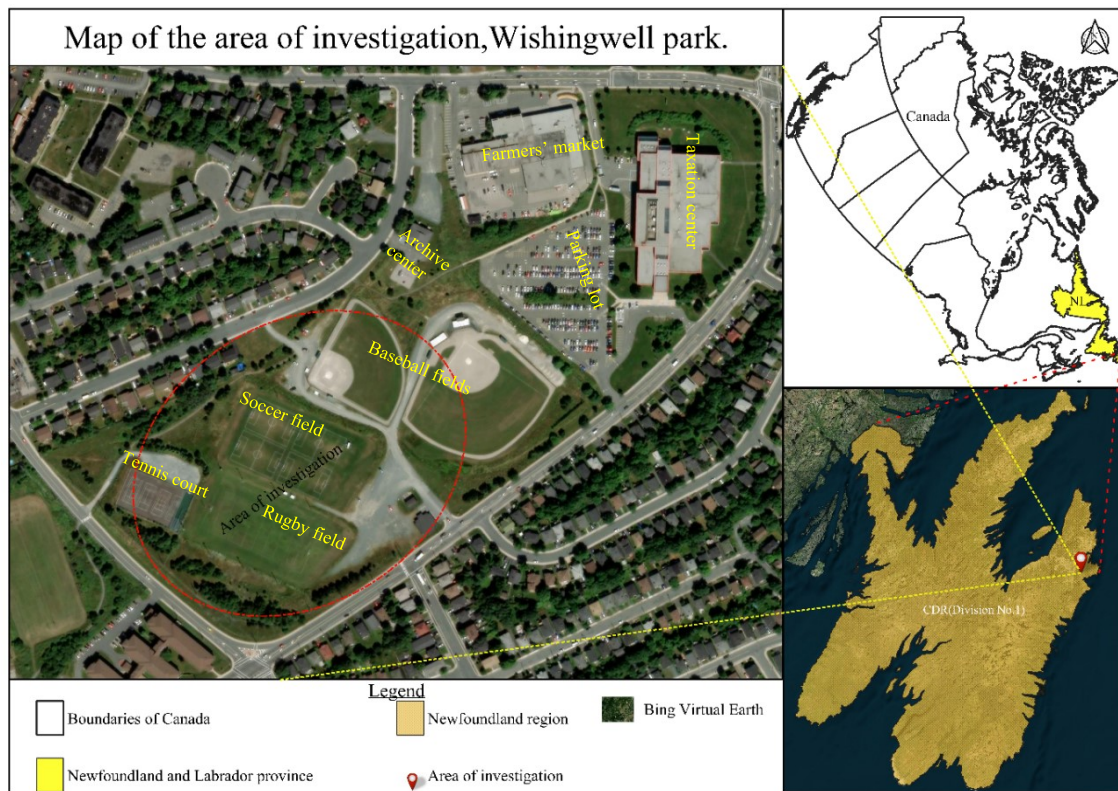 Map of the area of investigation,Wishingwell park.
Farmers' market
Taxation center
Archive center
Parking lot
Baseball fields
Soccer field
Tennis court
Area of investigation
Rugby field
Canada
NL
CDR(Division No.1)
Legend
Boundaries of Canada
Newfoundland region
Bing Virtual Earth
Newfoundland and Labrador province
Area of investigation